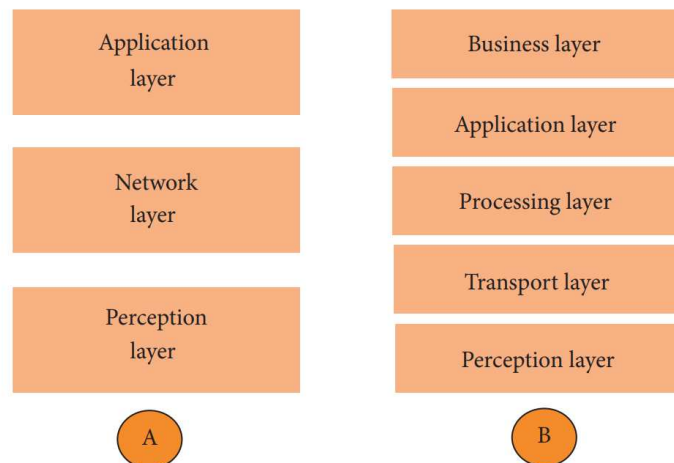 Application
layer
Network
layer
Perception
layer
A
Business layer
Application layer
Processing layer
Transport layer
Perception layer
B